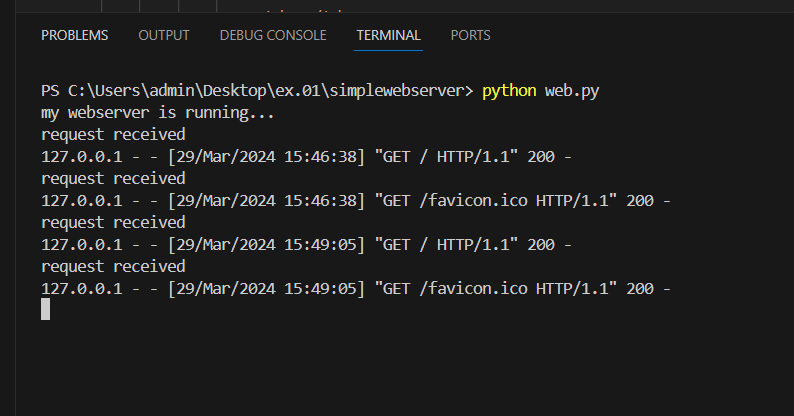 PROBLEMS OUTPUT DEBUG CONSOLE TERMINAL PORTS
PS C:\Users\admin\Desktop\ex.01\simplewebserver> python web.py
my webserver is running...
request received
127.0.0.1 - - [29/Mar/2024 15:46:38] "GET / HTTP/1.1" 200 -
request received
127.0.0.1 - - [29/Mar/2024 15:46:38] "GET /favicon.ico HTTP/1.1" 200 -
request received
127.0.0.1 - - [29/Mar/2024 15:49:05] "GET / HTTP/1.1" 200 -
request received
127.0.0.1 - - [29/Mar/2024 15:49:05] "GET /favicon.ico HTTP/1.1" 200 -